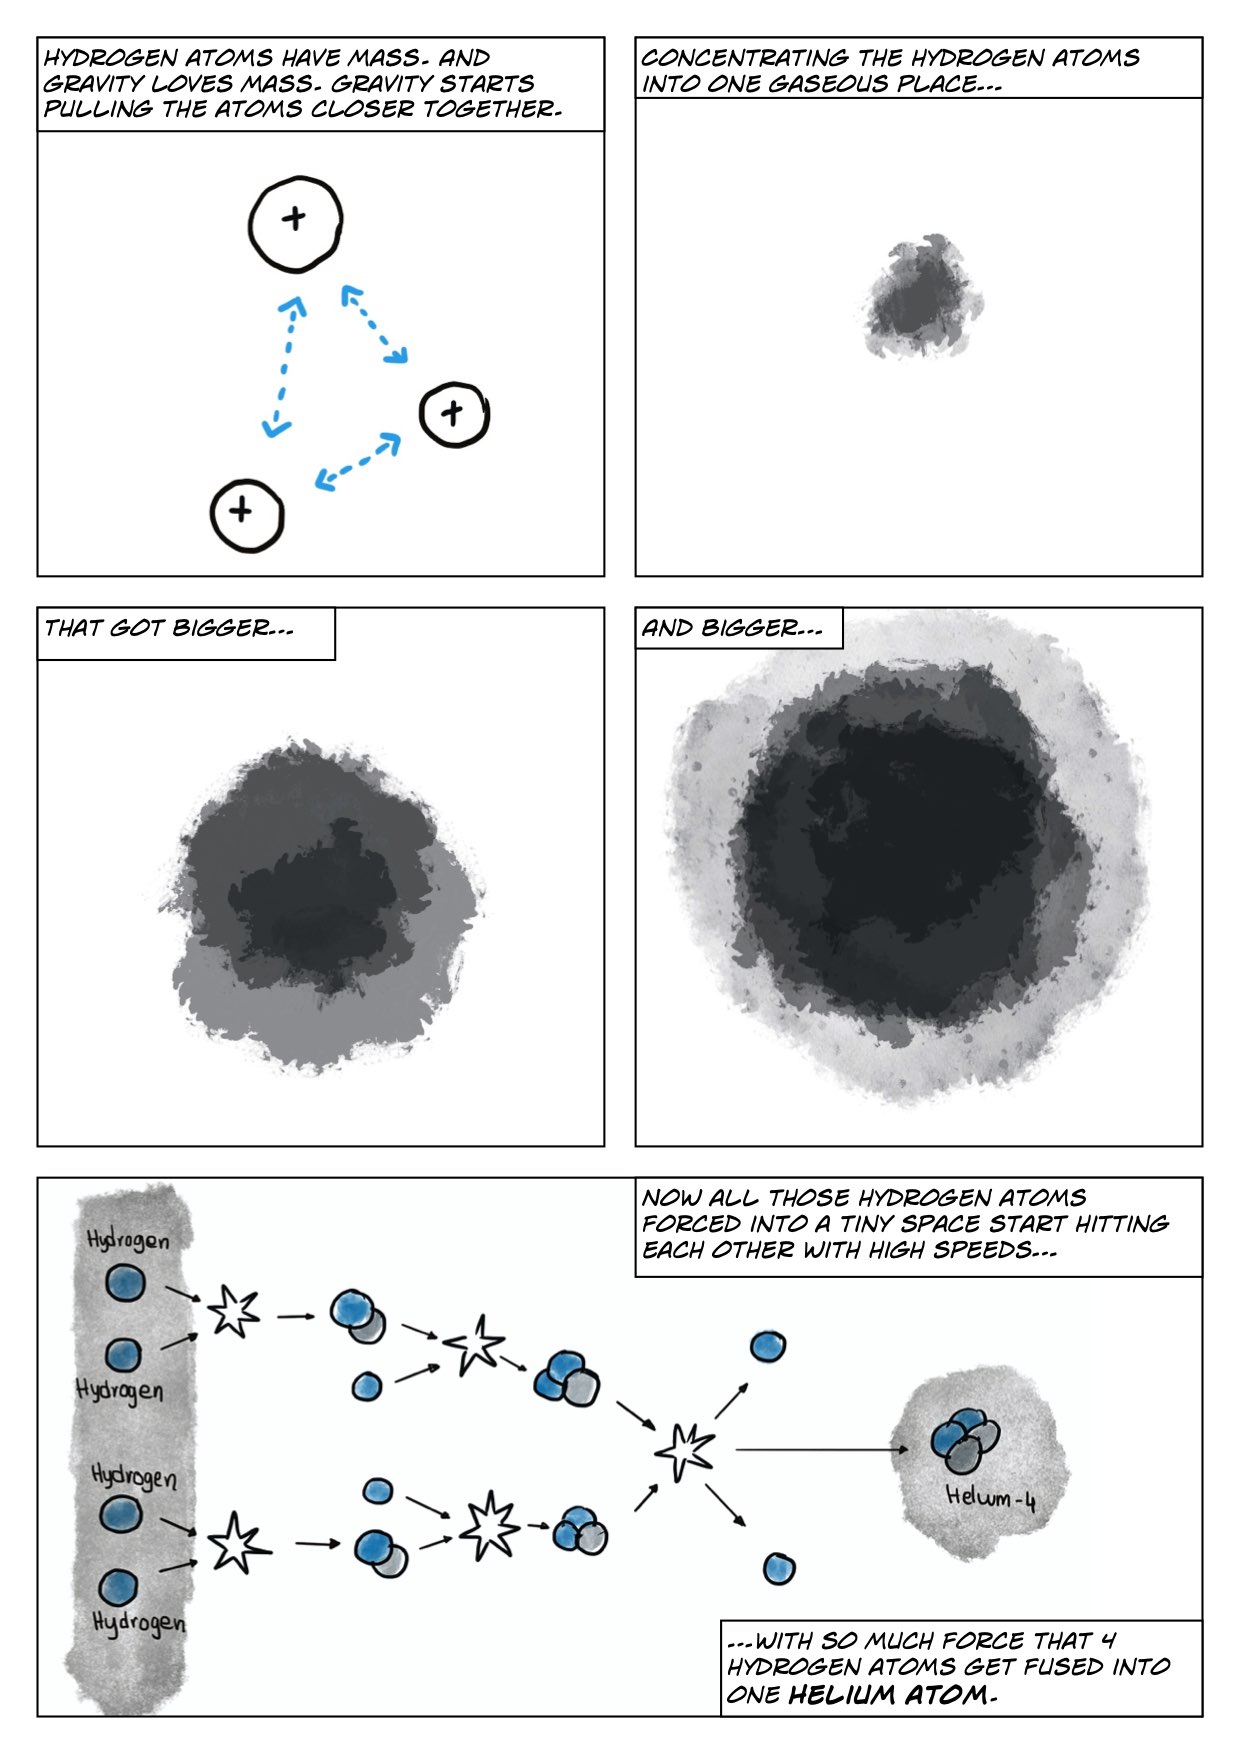 HYDROGEN ATOMS HAVE MASS. AND
GRAVITY LOVES MASS. GRAVITY STARTS
PULLING THE ATOMS CLOSER TOGETHER.
+
+
+
CONCENTRATING THE HYDROGEN ATOMS
INTO ONE GASEOUS PLACE...
THAT GOT BIGGER...
AND BIGGER...
NOW ALL THOSE HYDROGEN ATOMS
FORCED INTO A TINY SPACE START HITTING
EACH OTHER WITH HIGH SPEEDS...
Hydrogen
Hydrogen
Hydrogen
Hydrogen
Helium-4
...WITH SO MUCH FORCE THAT 4
HYDROGEN ATOMS GET FUSED INTO
ONE HELIUM ATOM.